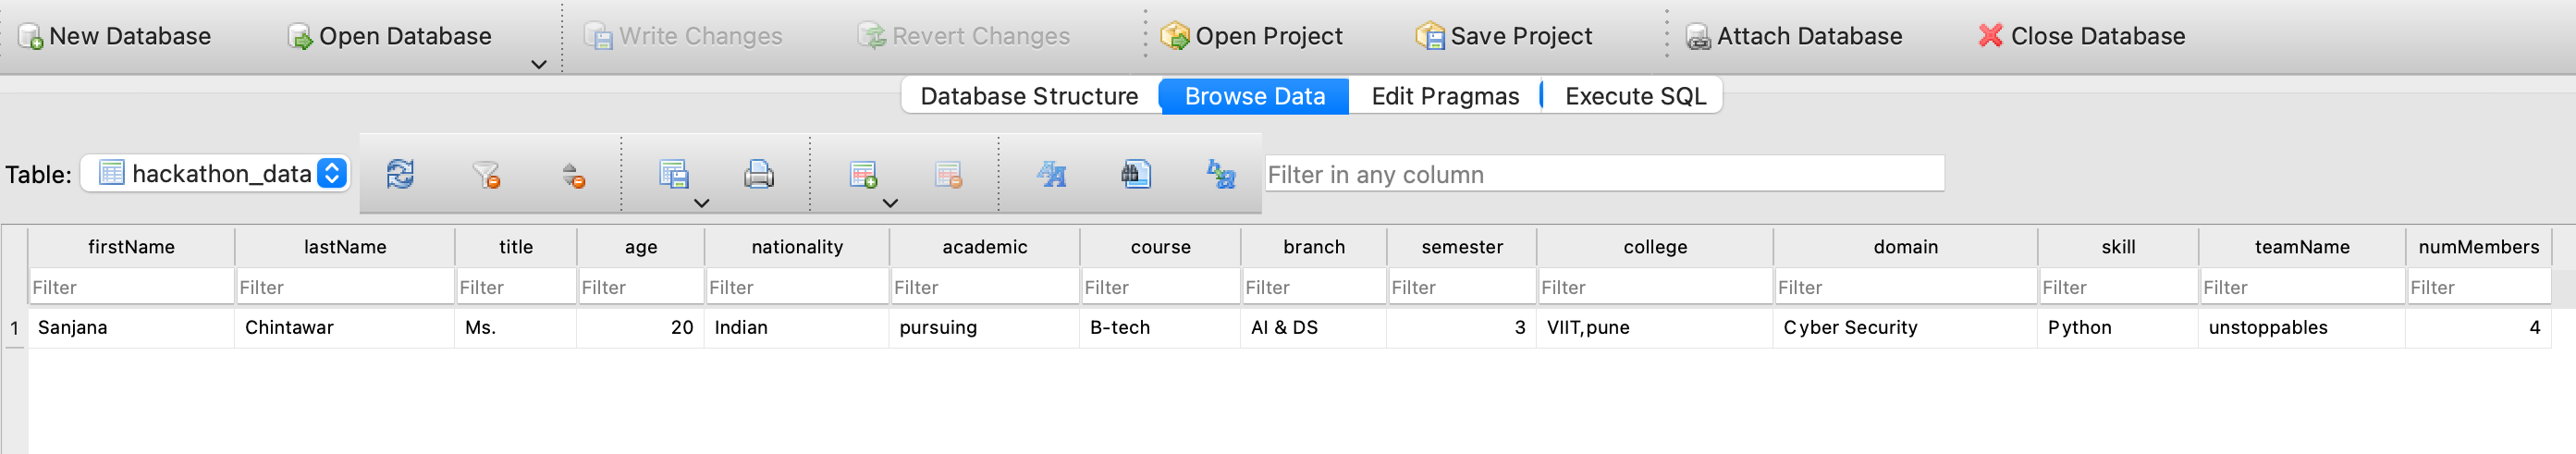 New Database Open Database Write Changes Revert Changes Open Project Save Project Attach Database Close Database
Database Structure Browse Data Edit Pragmas Execute SQL
Table: hackathon_data Filter in any column
firstName lastName title age nationality academic course branch semester college domain skill teamName numMembers
Filter Filter Filter Filter Filter Filter Filter Filter Filter Filter Filter Filter Filter Filter
1 Sanjana Chintawar Ms. 20 Indian pursuing B-tech AI & DS 3 VIIT,pune Cyber Security Python unstoppables 4